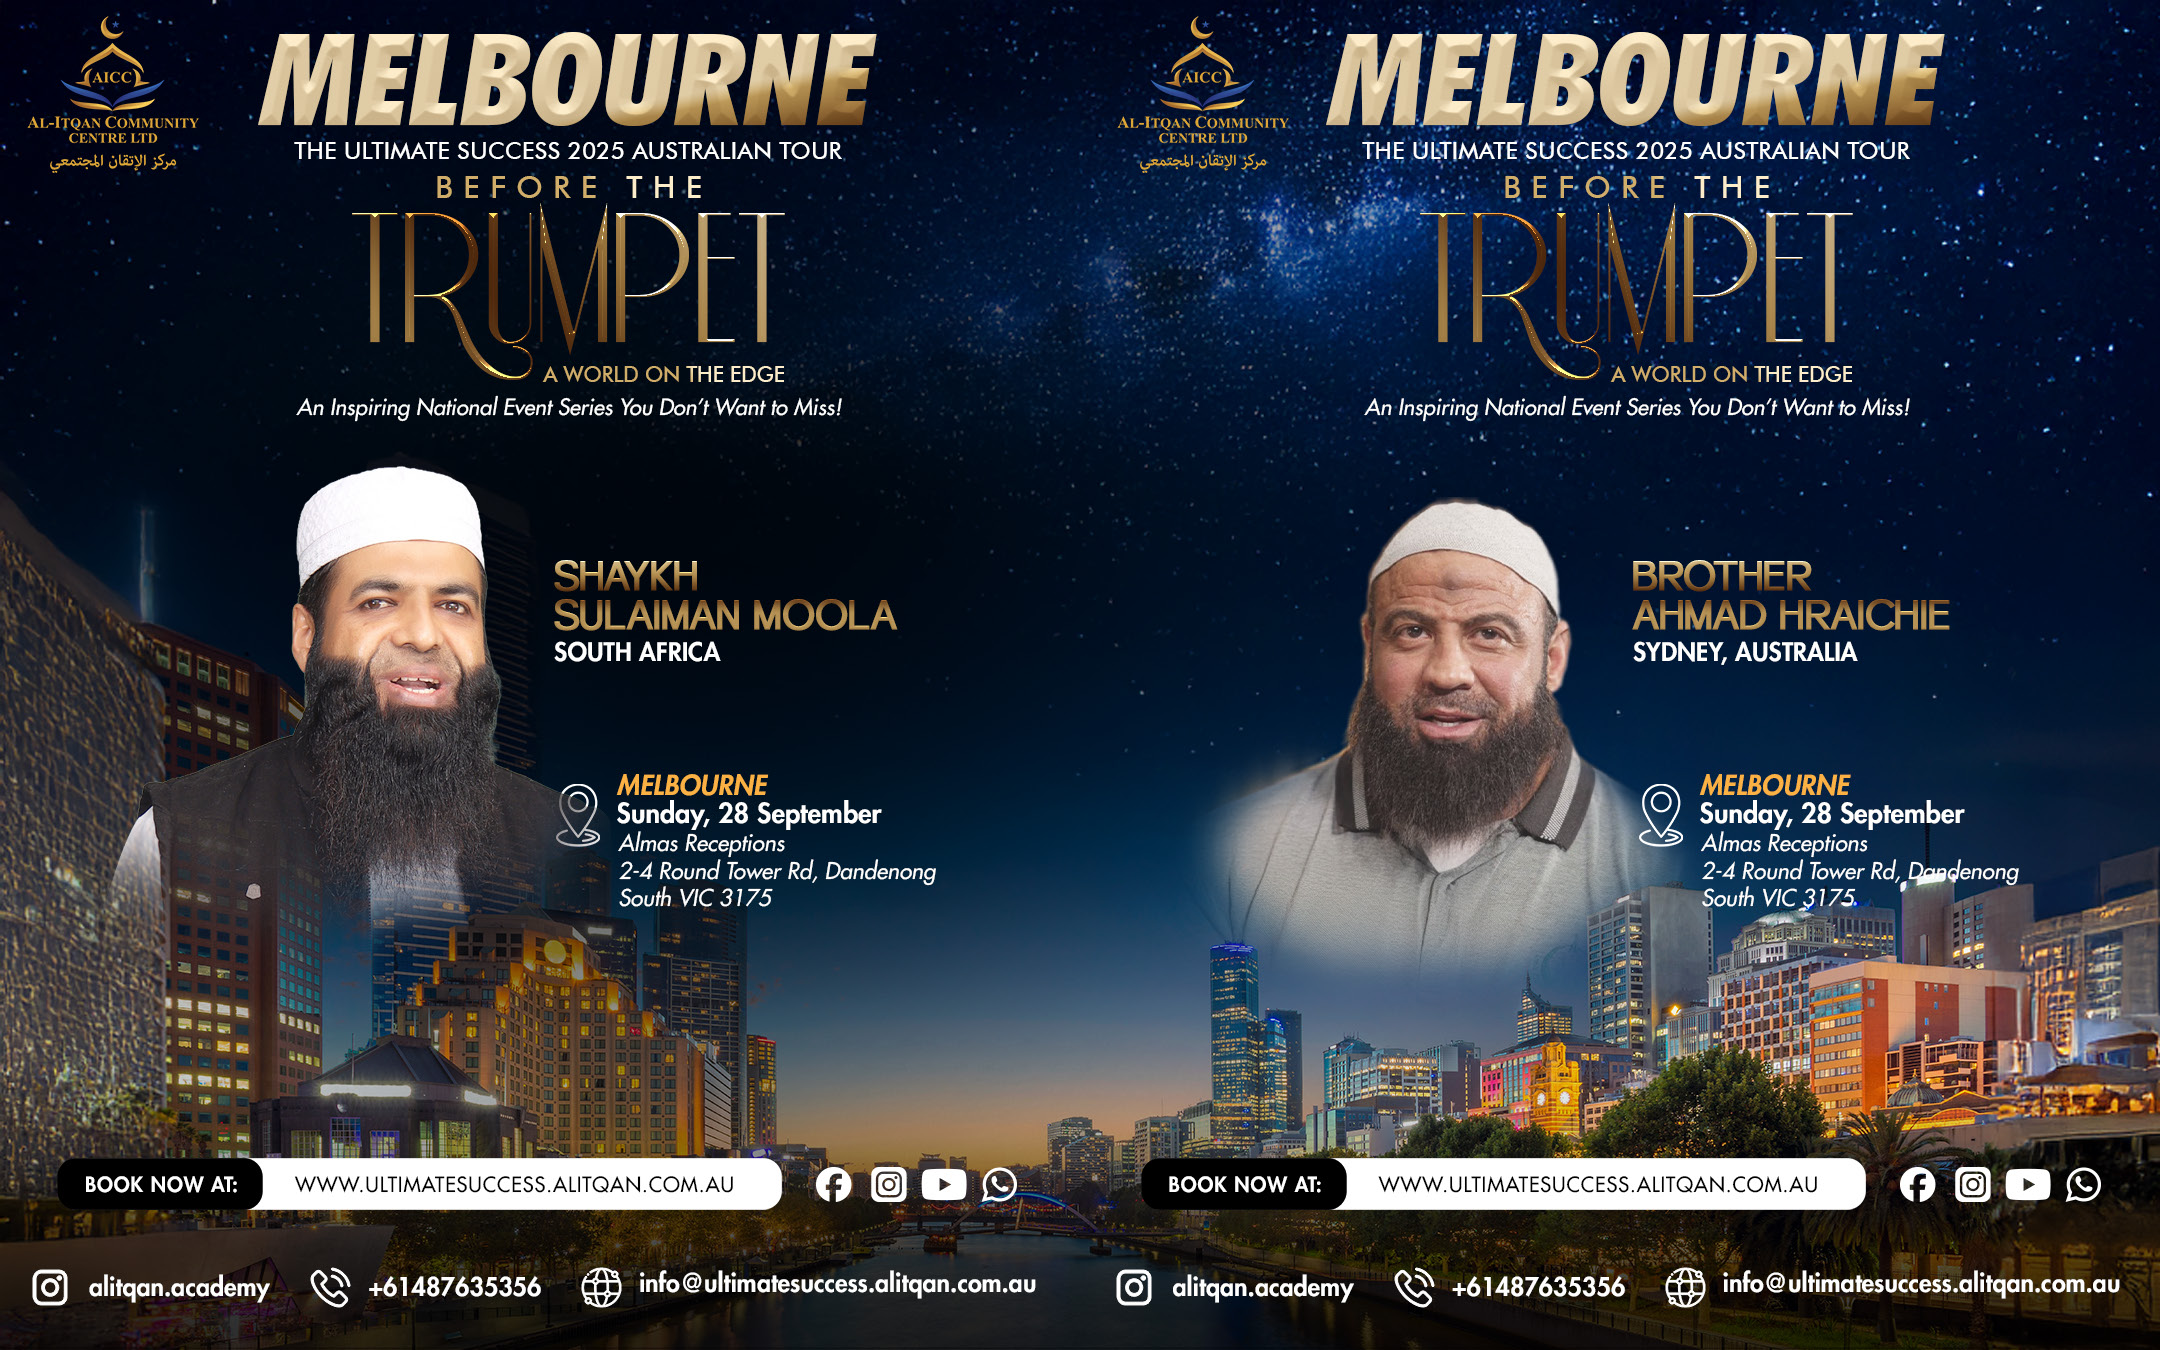 AICC
AL-ITQAN COMMUNITY
CENTRE LTD
مركز الإتقان المجتمعي
MELBOURNE
THE ULTIMATE SUCCESS 2025 AUSTRALIAN TOUR
BEFORE THE
TRUMPET
A WORLD ON THE EDGE
An Inspiring National Event Series You Don't Want to Miss!
SHAYKH
SULAIMAN MOOLA
SOUTH AFRICA
MELBOURNE
Sunday, 28 September
Almas Receptions
2-4 Round Tower Rd, Dandenong
South VIC 3175
BOOK NOW AT: WWW.ULTIMATESUCCESS.ALITQAN.COM.AU
alitqan.academy +61487635356 info@ultimatesuccess.alitqan.com.au
AICC
AL-ITQAN COMMUNITY
CENTRE LTD
مركز الإتقان المجتمعي
MELBOURNE
THE ULTIMATE SUCCESS 2025 AUSTRALIAN TOUR
BEFORE THE
TRUMPET
A WORLD ON THE EDGE
An Inspiring National Event Series You Don't Want to Miss!
BROTHER
AHMAD HRAICHIE
SYDNEY, AUSTRALIA
MELBOURNE
Sunday, 28 September
Almas Receptions
2-4 Round Tower Rd, Dandenong
South VIC 3175
BOOK NOW AT: WWW.ULTIMATESUCCESS.ALITQAN.COM.AU
alitqan.academy +61487635356 info@ultimatesuccess.alitqan.com.au